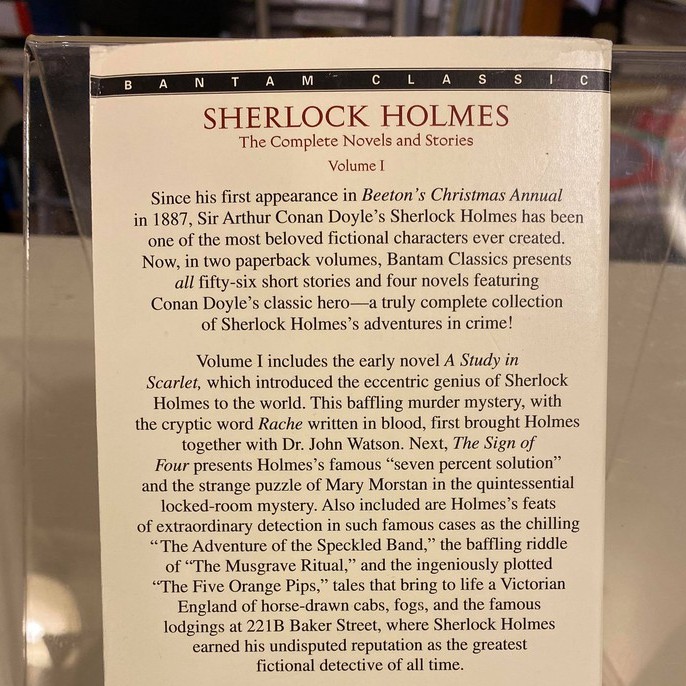 BANTAM CLASSIC
SHERLOCK HOLMES
The Complete Novels and Stories
Volume I
Since his first appearance in Beeton's Christmas Annual
in 1887, Sir Arthur Conan Doyle's Sherlock Holmes has been
one of the most beloved fictional characters ever created.
Now, in two paperback volumes, Bantam Classics presents
all fifty-six short stories and four novels featuring
Conan Doyle's classic hero—a truly complete collection
of Sherlock Holmes's adventures in crime!
Volume I includes the early novel A Study in
Scarlet, which introduced the eccentric genius of Sherlock
Holmes to the world. This baffling murder mystery, with
the cryptic word Rache written in blood, first brought Holmes
together with Dr. John Watson. Next, The Sign of
Four presents Holmes's famous “seven percent solution”
and the strange puzzle of Mary Morstan in the quintessential
locked-room mystery. Also included are Holmes's feats
of extraordinary detection in such famous cases as the chilling
“The Adventure of the Speckled Band,” the baffling riddle
of “The Musgrave Ritual,” and the ingeniously plotted
“The Five Orange Pips,” tales that bring to life a Victorian
England of horse-drawn cabs, fogs, and the famous
lodgings at 221B Baker Street, where Sherlock Holmes
earned his undisputed reputation as the greatest
fictional detective of all time.